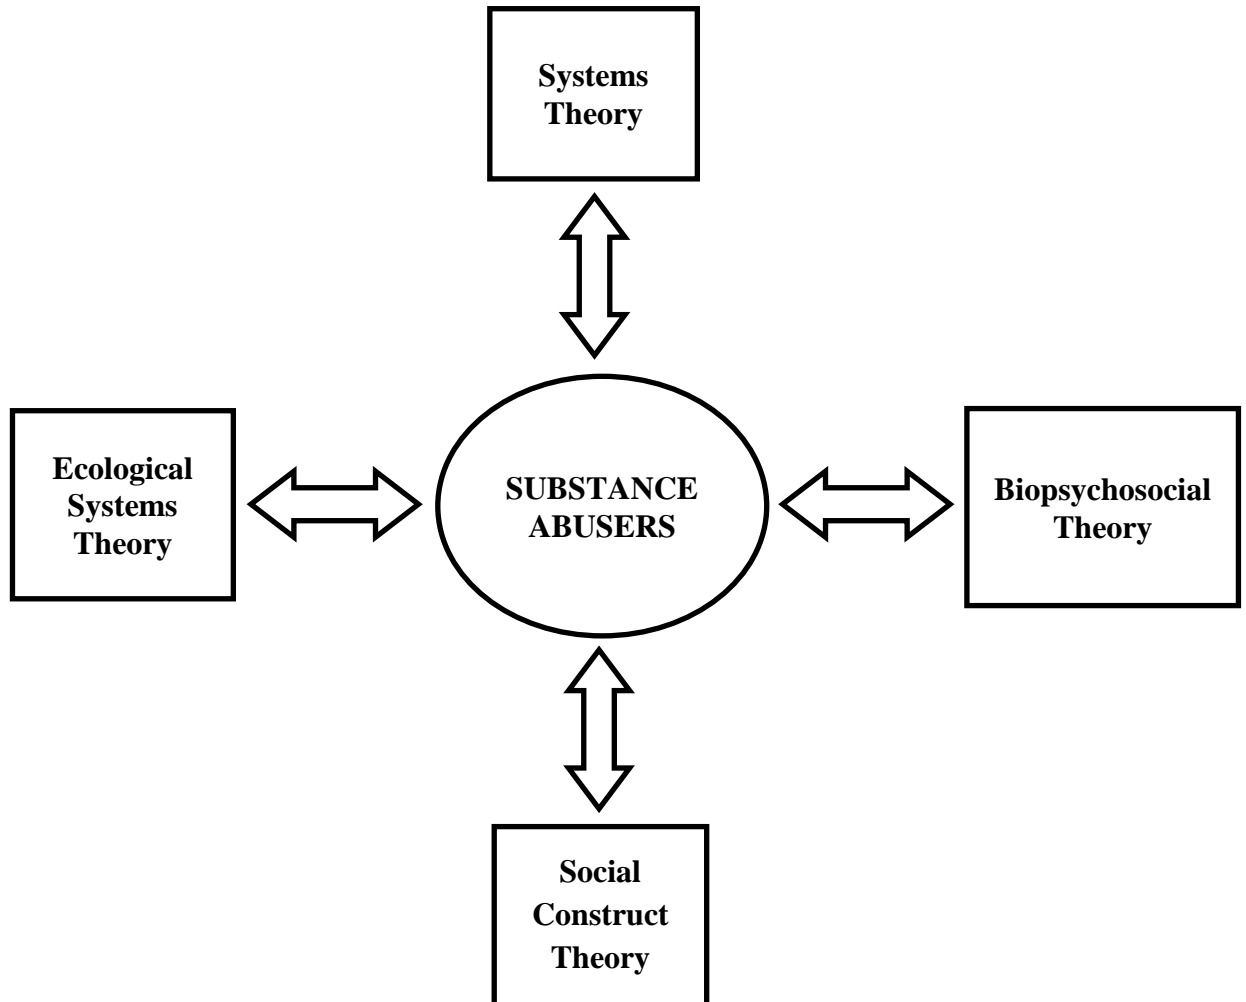 Systems
Theory
Ecological
Systems
Theory
SUBSTANCE
ABUSERS
Biopsychosocial
Theory
Social
Construct
Theory